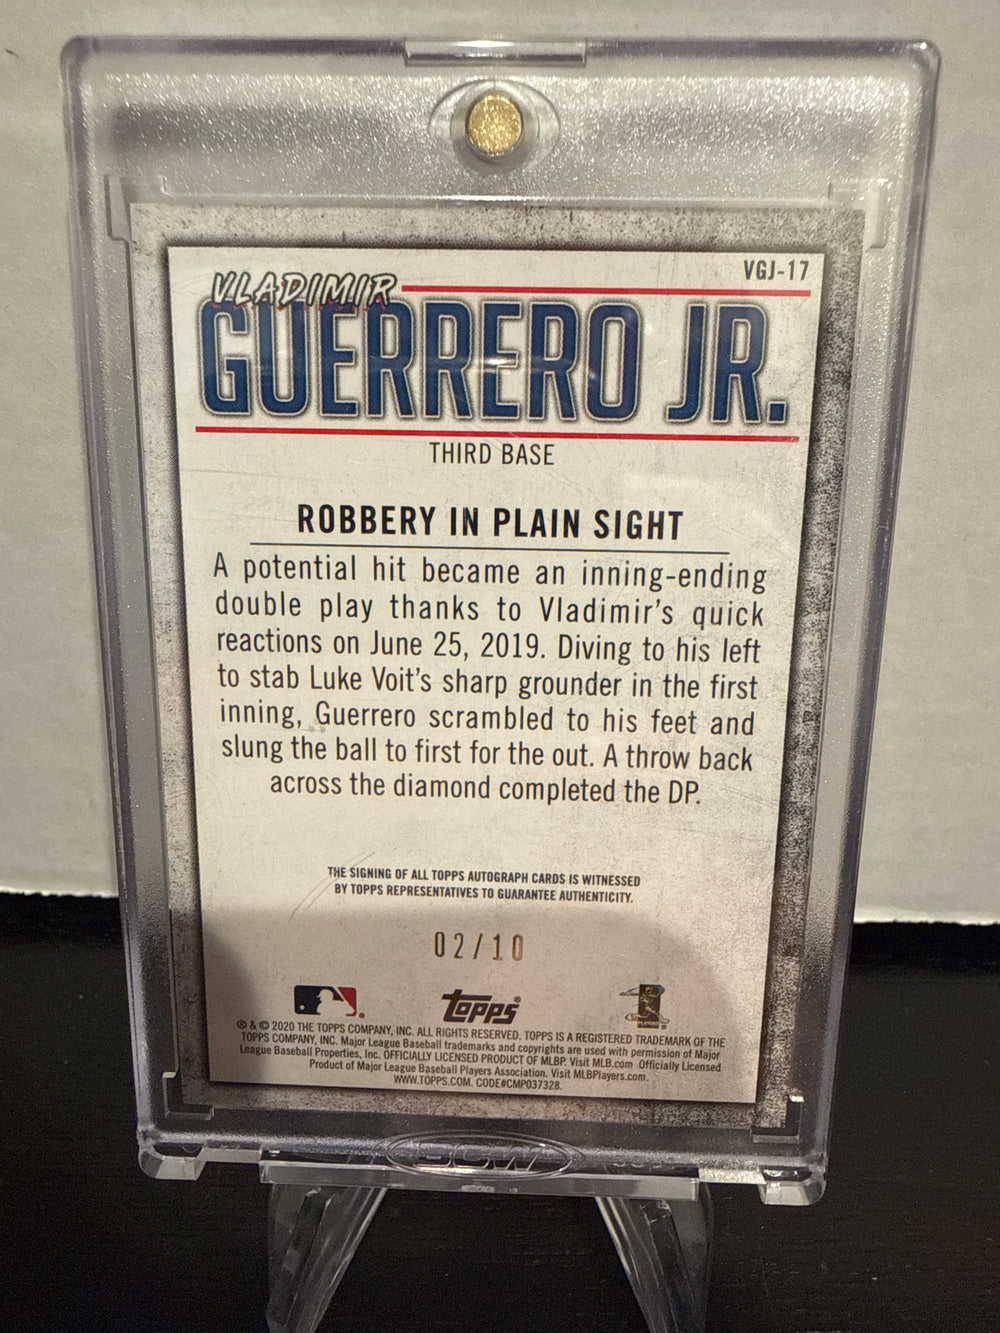 VGJ-17
VLADIMIR
GUERRERO JR.
THIRD BASE
ROBBERY IN PLAIN SIGHT
A potential hit became an inning-ending
double play thanks to Vladimir's quick
reactions on June 25, 2019. Diving to his left
to stab Luke Voit's sharp grounder in the first
inning, Guerrero scrambled to his feet and
slung the ball to first for the out. A throw back
across the diamond completed the DP.
THE SIGNING OF ALL TOPPS AUTOGRAPH CARDS IS WITNESSED
BY TOPPS REPRESENTATIVES TO GUARANTEE AUTHENTICITY.
02/10
topps®
PLAYERS
® & © 2020 THE TOPPS COMPANY, INC. ALL RIGHTS RESERVED. TOPPS IS A REGISTERED TRADEMARK OF THE
TOPPS COMPANY, INC. Major League Baseball trademarks and copyrights are used with permission of Major
League Baseball Properties, Inc. OFFICIALLY LICENSED PRODUCT OF MLBP. Visit MLB.com Officially Licensed
Product of Major League Baseball Players Association. Visit MLBPlayers.com.
WWW.TOPPS.COM. CODE#CMP037328.
BCW